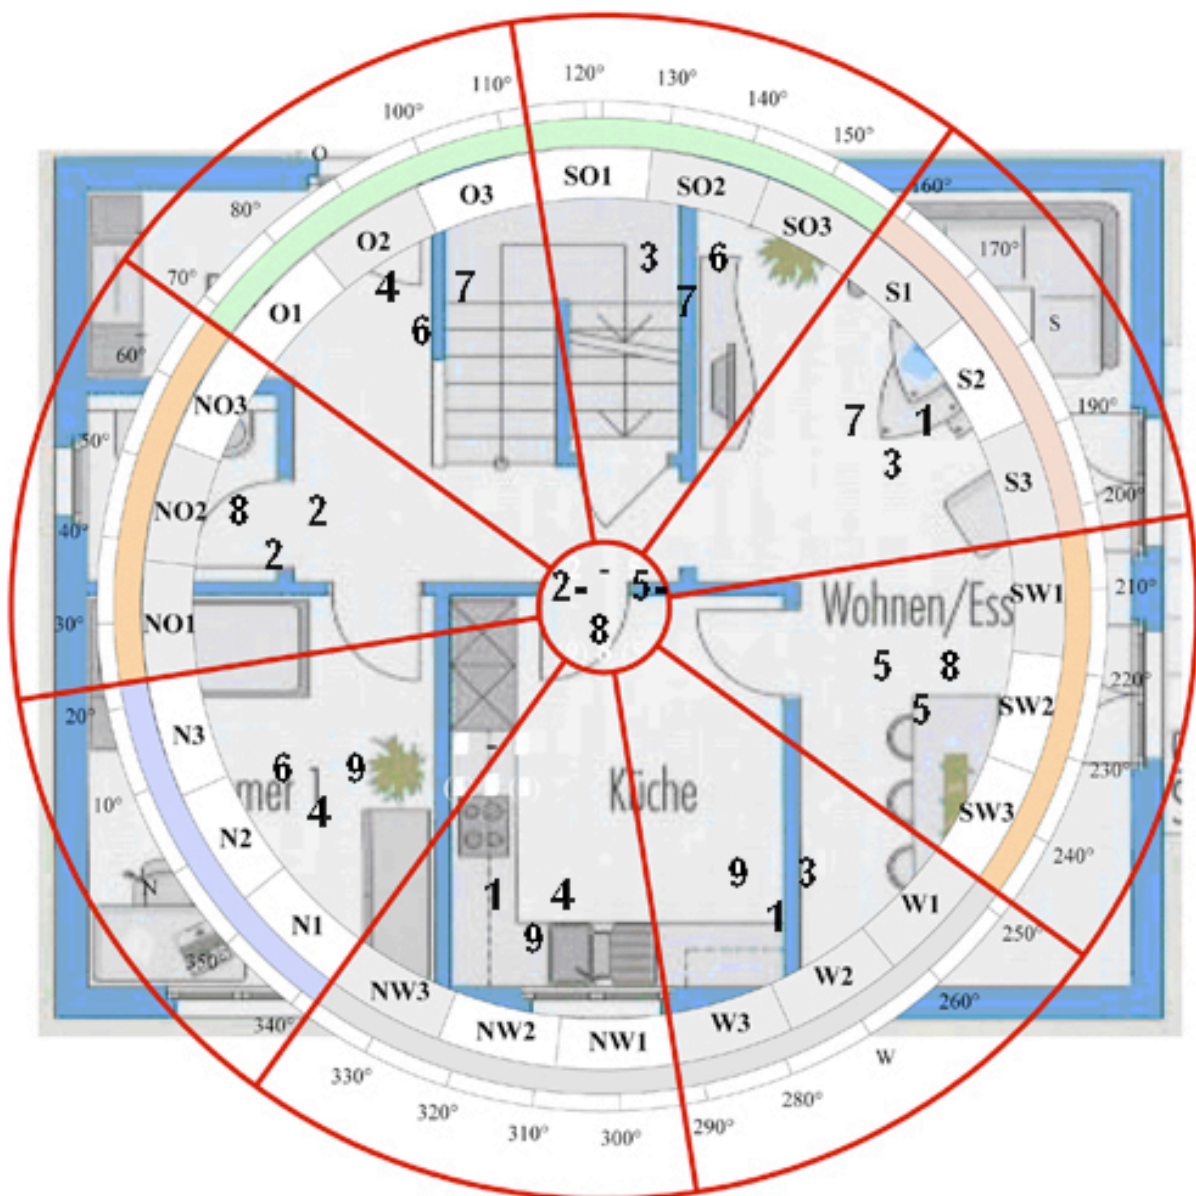 120°
110° 130°
100° 140°
150°
O 160°
SO1
O3 SO2
80° O2 SO3 170°
3 6
70° 4 7 7 S1 S
O1 6
60° S2
NO3 190°
7 1
50° 3
S3
200°
NO2 8 2
40° 2
2- - 5- 210°
SW1
30° NO1 8 Wohnen/Ess
5 8 220°
20° N3 5 SW2
6 9 230°
10° mer 1 4 Küche
N2 SW3
240°
N 1 4 9 3
N1 9 1 W1 250°
350°
NW3 W2 260°
340° NW2 NW1 W3
W
330° 280°
320° 290°
310° 300°